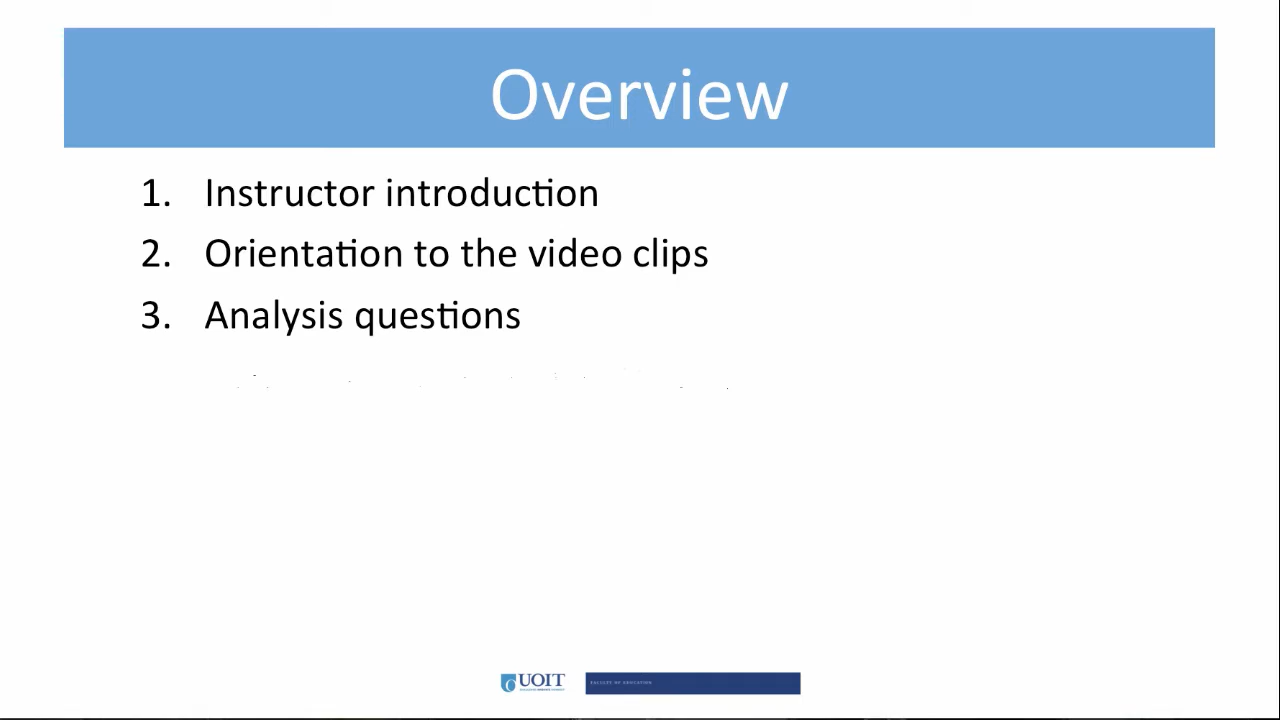 Overview
1. Instructor introduction
2. Orientation to the video clips
3. Analysis questions
UOIT
FACULTY OF EDUCATION